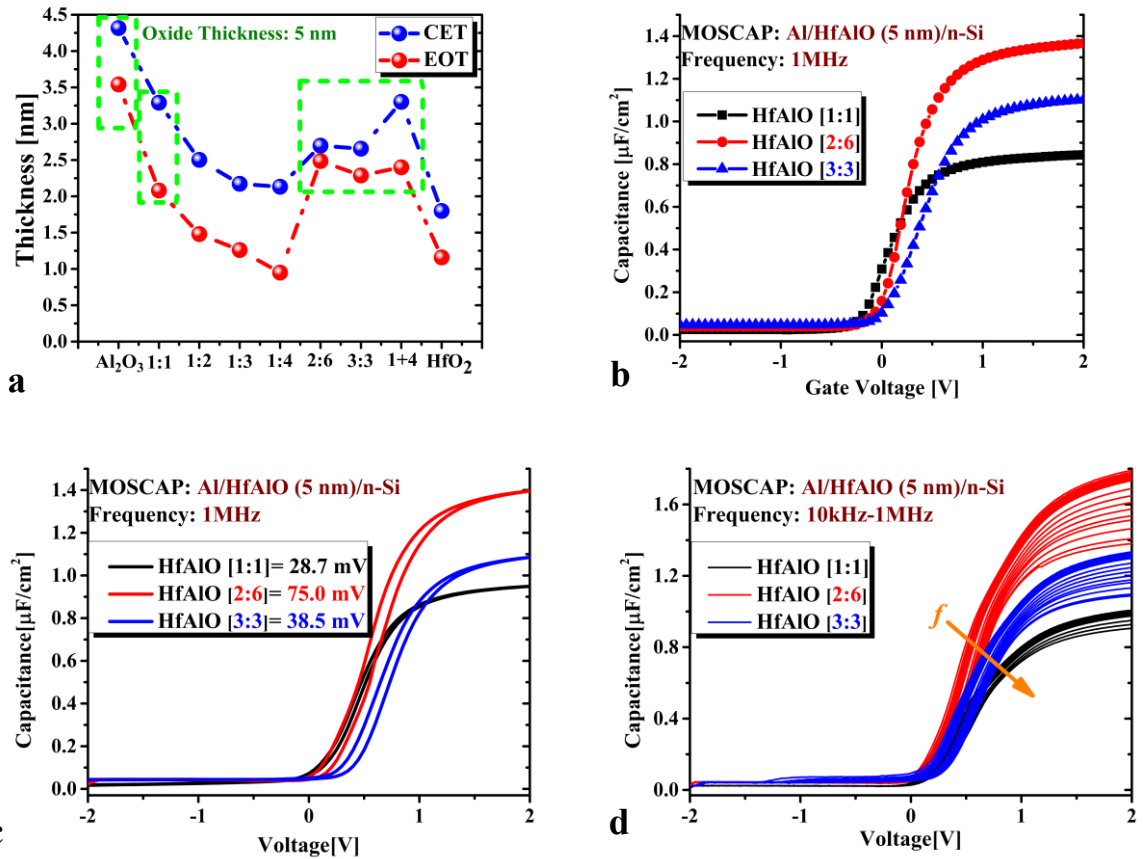 Oxide Thickness: 5 nm
CET
EOT
Thickness [nm]
4.5
4.0
3.5
3.0
2.5
2.0
1.5
1.0
0.5
0.0
Al₂O₃ 1:1 1:2 1:3 1:4 2:6 3:3 1+4 HfO₂
a
MOSCAP: Al/HfAlO (5 nm)/n-Si
Frequency: 1MHz
HfAlO [1:1]
HfAlO [2:6]
HfAlO [3:3]
Capacitance [µF/cm²]
1.4
1.2
1.0
0.8
0.6
0.4
0.2
0.0
-2 -1 0 1 2
Gate Voltage [V]
b
MOSCAP: Al/HfAlO (5 nm)/n-Si
Frequency: 1MHz
HfAlO [1:1]= 28.7 mV
HfAlO [2:6]= 75.0 mV
HfAlO [3:3]= 38.5 mV
Capacitance[µF/cm²]
1.4
1.2
1.0
0.8
0.6
0.4
0.2
0.0
-2 -1 0 1 2
Voltage[V]
MOSCAP: Al/HfAlO (5 nm)/n-Si
Frequency: 10kHz-1MHz
HfAlO [1:1]
HfAlO [2:6]
HfAlO [3:3]
f
Capacitance[µF/cm²]
1.6
1.2
0.8
0.4
0.0
-2 -1 0 1 2
Voltage[V]
d